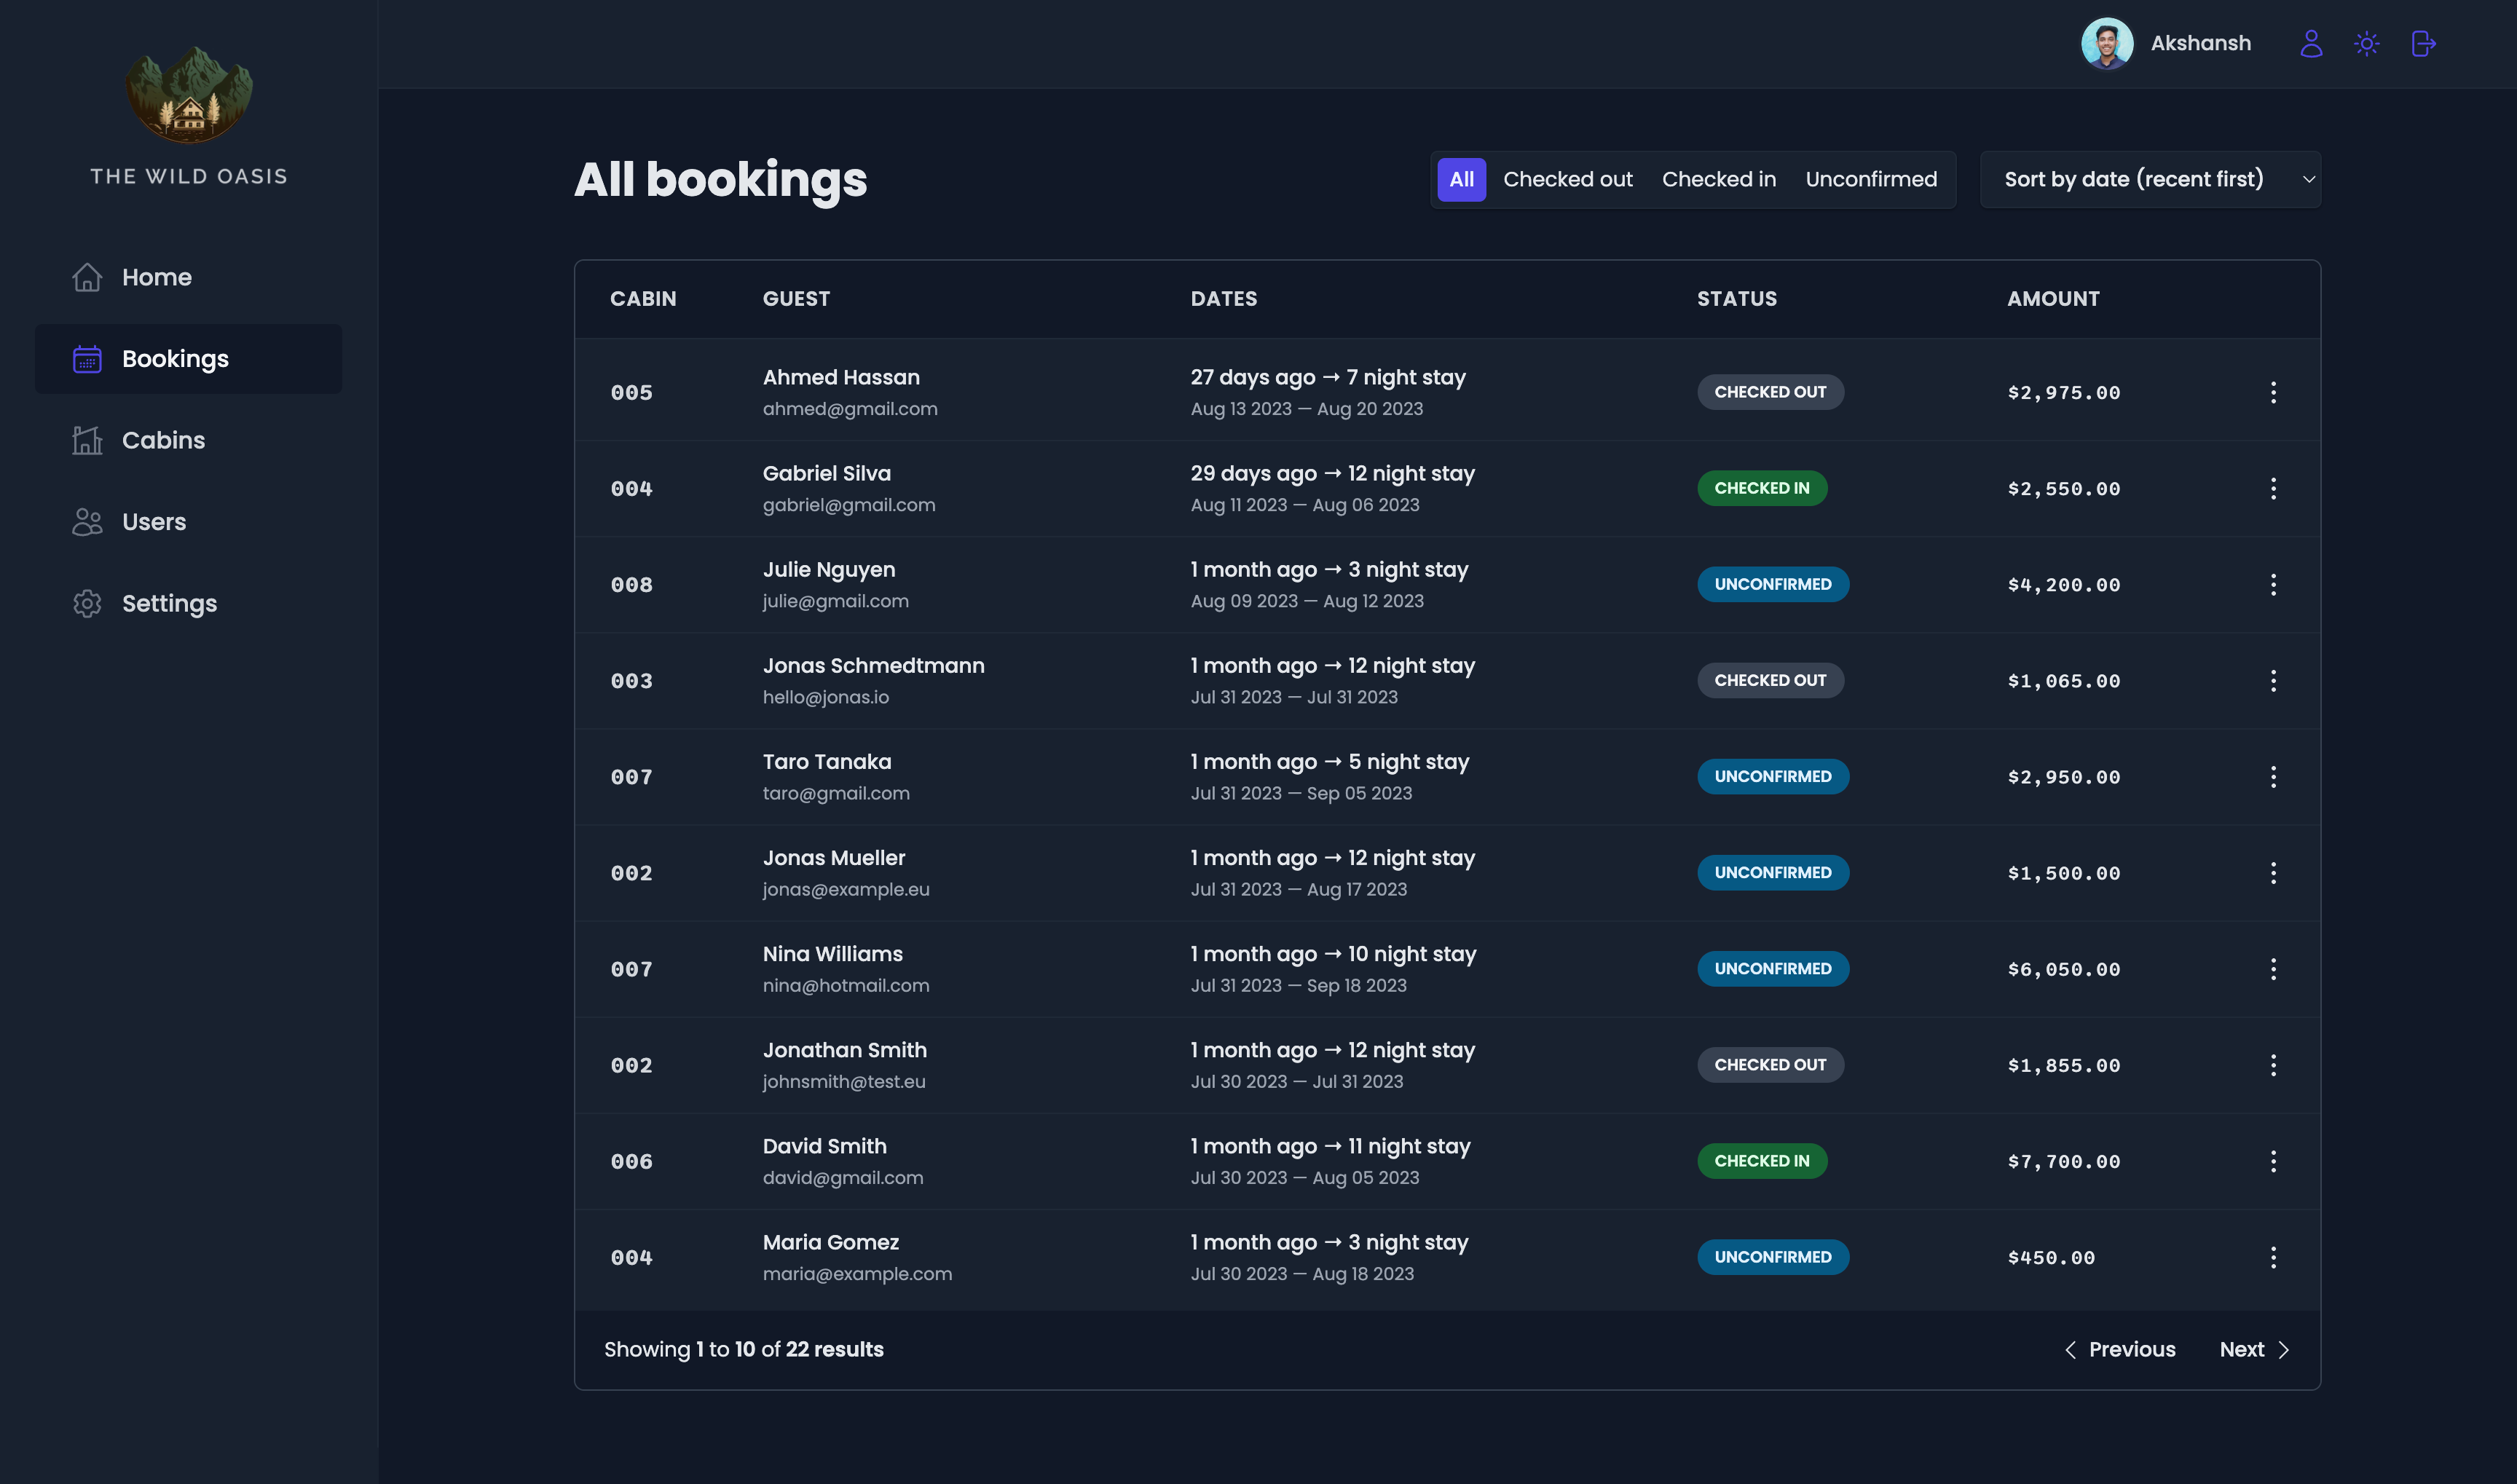 THE WILD OASIS
Home
Bookings
Cabins
Users
Settings
Akshansh
All bookings
All Checked out Checked in Unconfirmed
Sort by date (recent first)
CABIN GUEST DATES STATUS AMOUNT
005 Ahmed Hassan 27 days ago → 7 night stay CHECKED OUT $2,975.00
ahmed@gmail.com Aug 13 2023 — Aug 20 2023
004 Gabriel Silva 29 days ago → 12 night stay CHECKED IN $2,550.00
gabriel@gmail.com Aug 11 2023 — Aug 06 2023
008 Julie Nguyen 1 month ago → 3 night stay UNCONFIRMED $4,200.00
julie@gmail.com Aug 09 2023 — Aug 12 2023
003 Jonas Schmedtmann 1 month ago → 12 night stay CHECKED OUT $1,065.00
hello@jonas.io Jul 31 2023 — Jul 31 2023
007 Taro Tanaka 1 month ago → 5 night stay UNCONFIRMED $2,950.00
taro@gmail.com Jul 31 2023 — Sep 05 2023
002 Jonas Mueller 1 month ago → 12 night stay UNCONFIRMED $1,500.00
jonas@example.eu Jul 31 2023 — Aug 17 2023
007 Nina Williams 1 month ago → 10 night stay UNCONFIRMED $6,050.00
nina@hotmail.com Jul 31 2023 — Sep 18 2023
002 Jonathan Smith 1 month ago → 12 night stay CHECKED OUT $1,855.00
johnsmith@test.eu Jul 30 2023 — Jul 31 2023
006 David Smith 1 month ago → 11 night stay CHECKED IN $7,700.00
david@gmail.com Jul 30 2023 — Aug 05 2023
004 Maria Gomez 1 month ago → 3 night stay UNCONFIRMED $450.00
maria@example.com Jul 30 2023 — Aug 18 2023
Showing 1 to 10 of 22 results
Previous Next